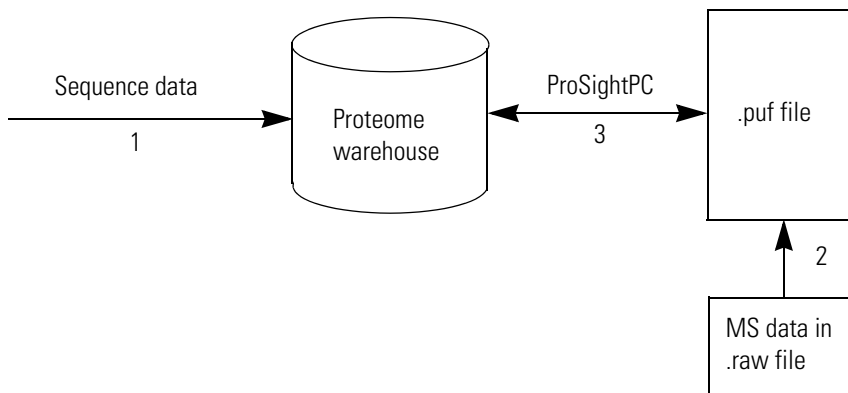 Sequence data
1
Proteome
warehouse
ProSightPC
3
.puf file
2
MS data in
.raw file